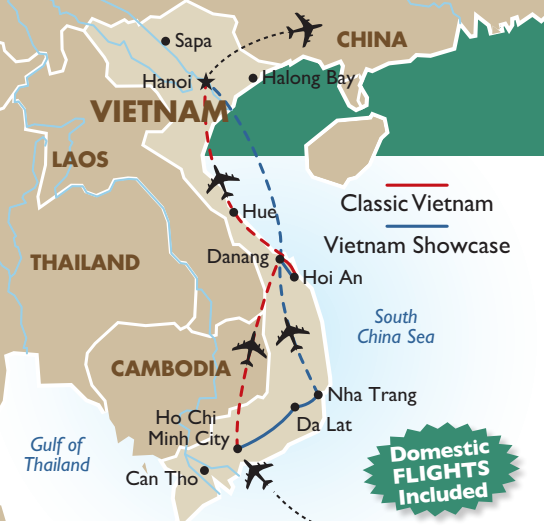 Sapa
CHINA
Hanoi
Halong Bay
VIETNAM
LAOS
Classic Vietnam
Hue
Vietnam Showcase
Danang
THAILAND
Hoi An
South
China Sea
CAMBODIA
Nha Trang
Ho Chi
Minh City
Da Lat
Gulf of
Thailand
Can Tho
Domestic
FLIGHTS
Included